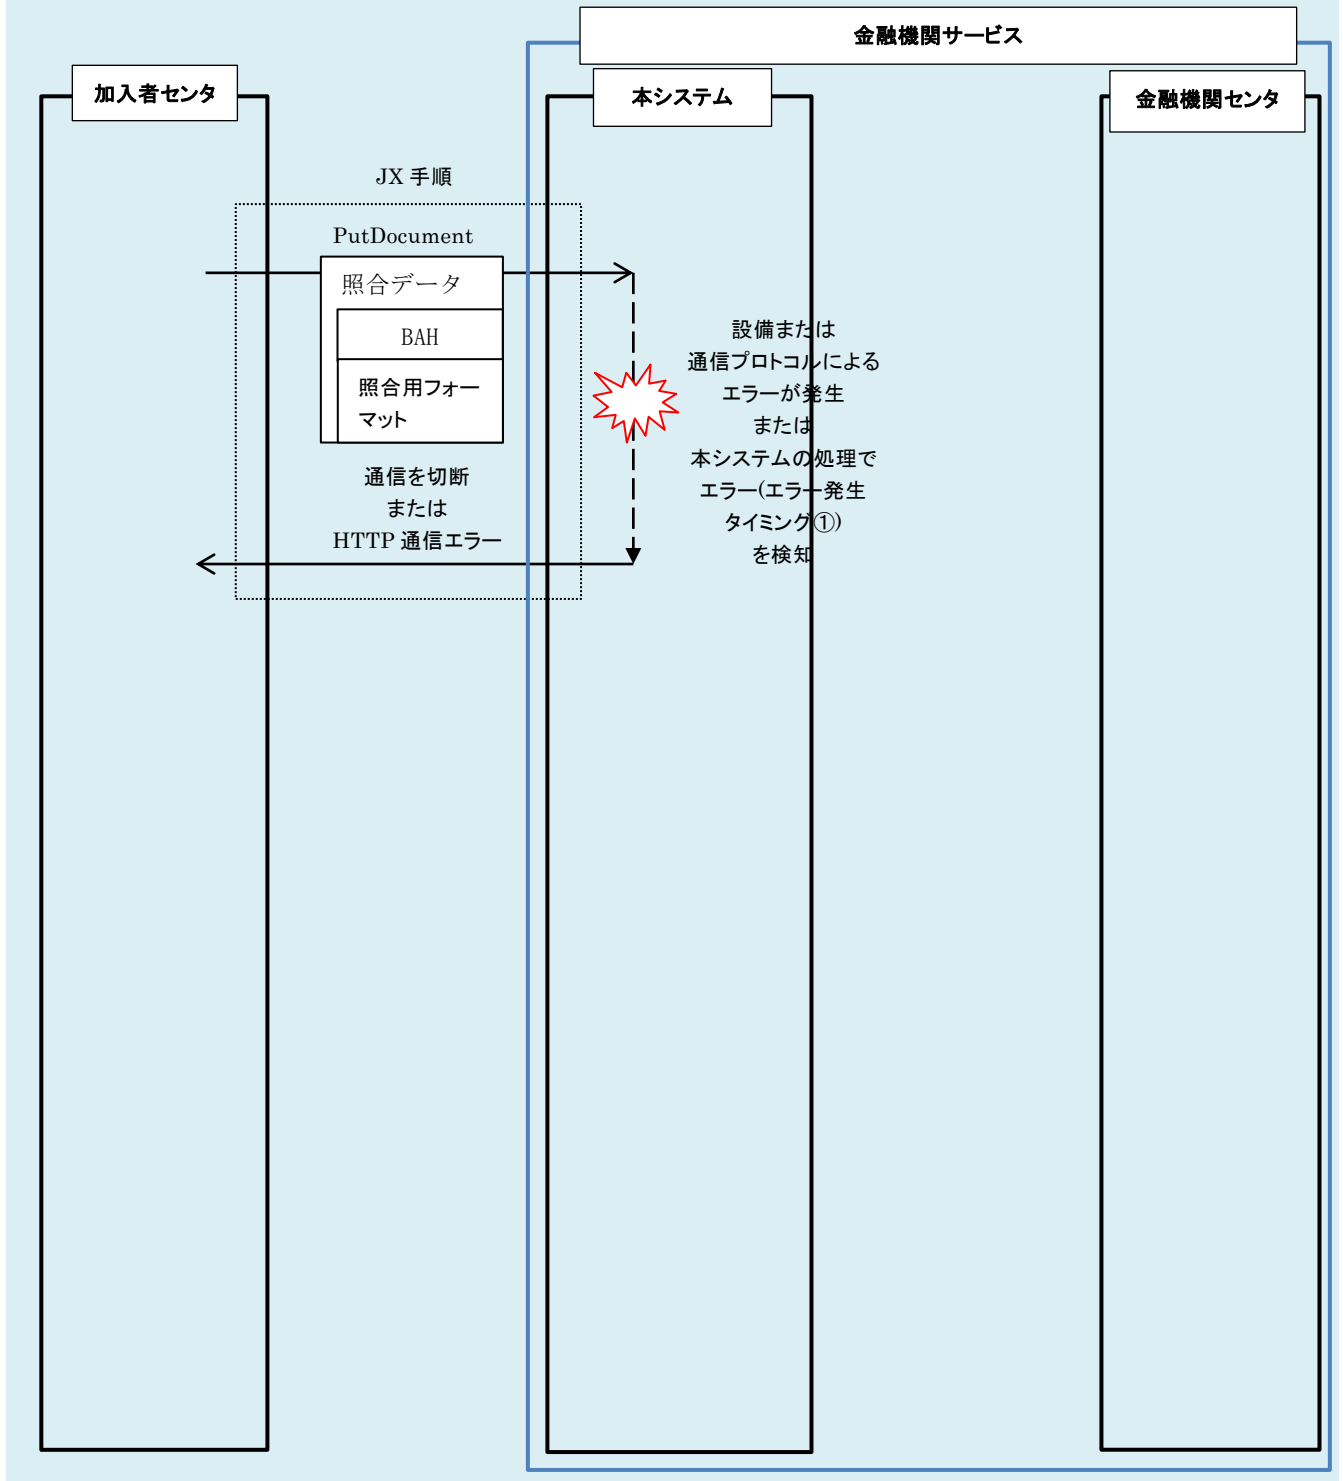 金融機関サービス
加入者センタ
本システム
金融機関センタ
JX 手順
PutDocument
照合データ
BAH
照合用フォー
マット
設備または
通信プロトコルによる
エラーが発生
または
本システムの処理で
エラー(エラー発生
タイミング①)
を検知
通信を切断
または
HTTP 通信エラー